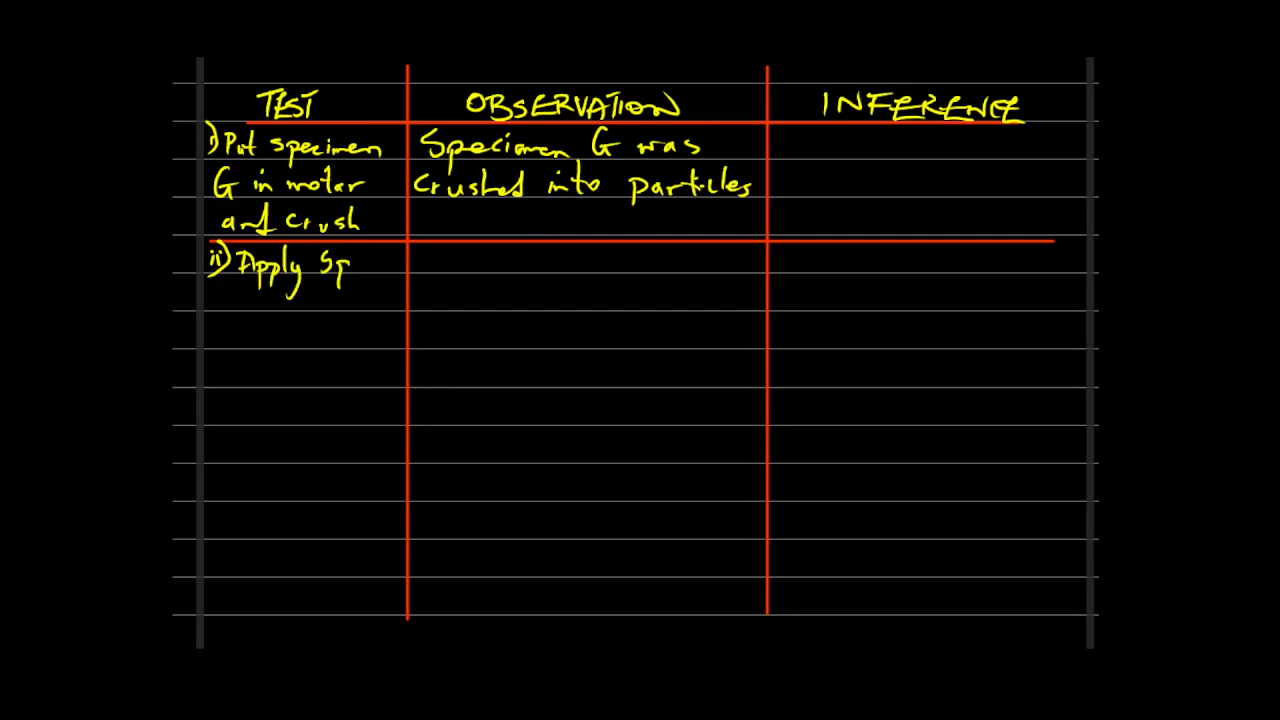 TEST OBSERVATION INFERENCE
i) Put specimen Specimen G was
G in motar crushed into particles
and crush
ii) Apply Sp